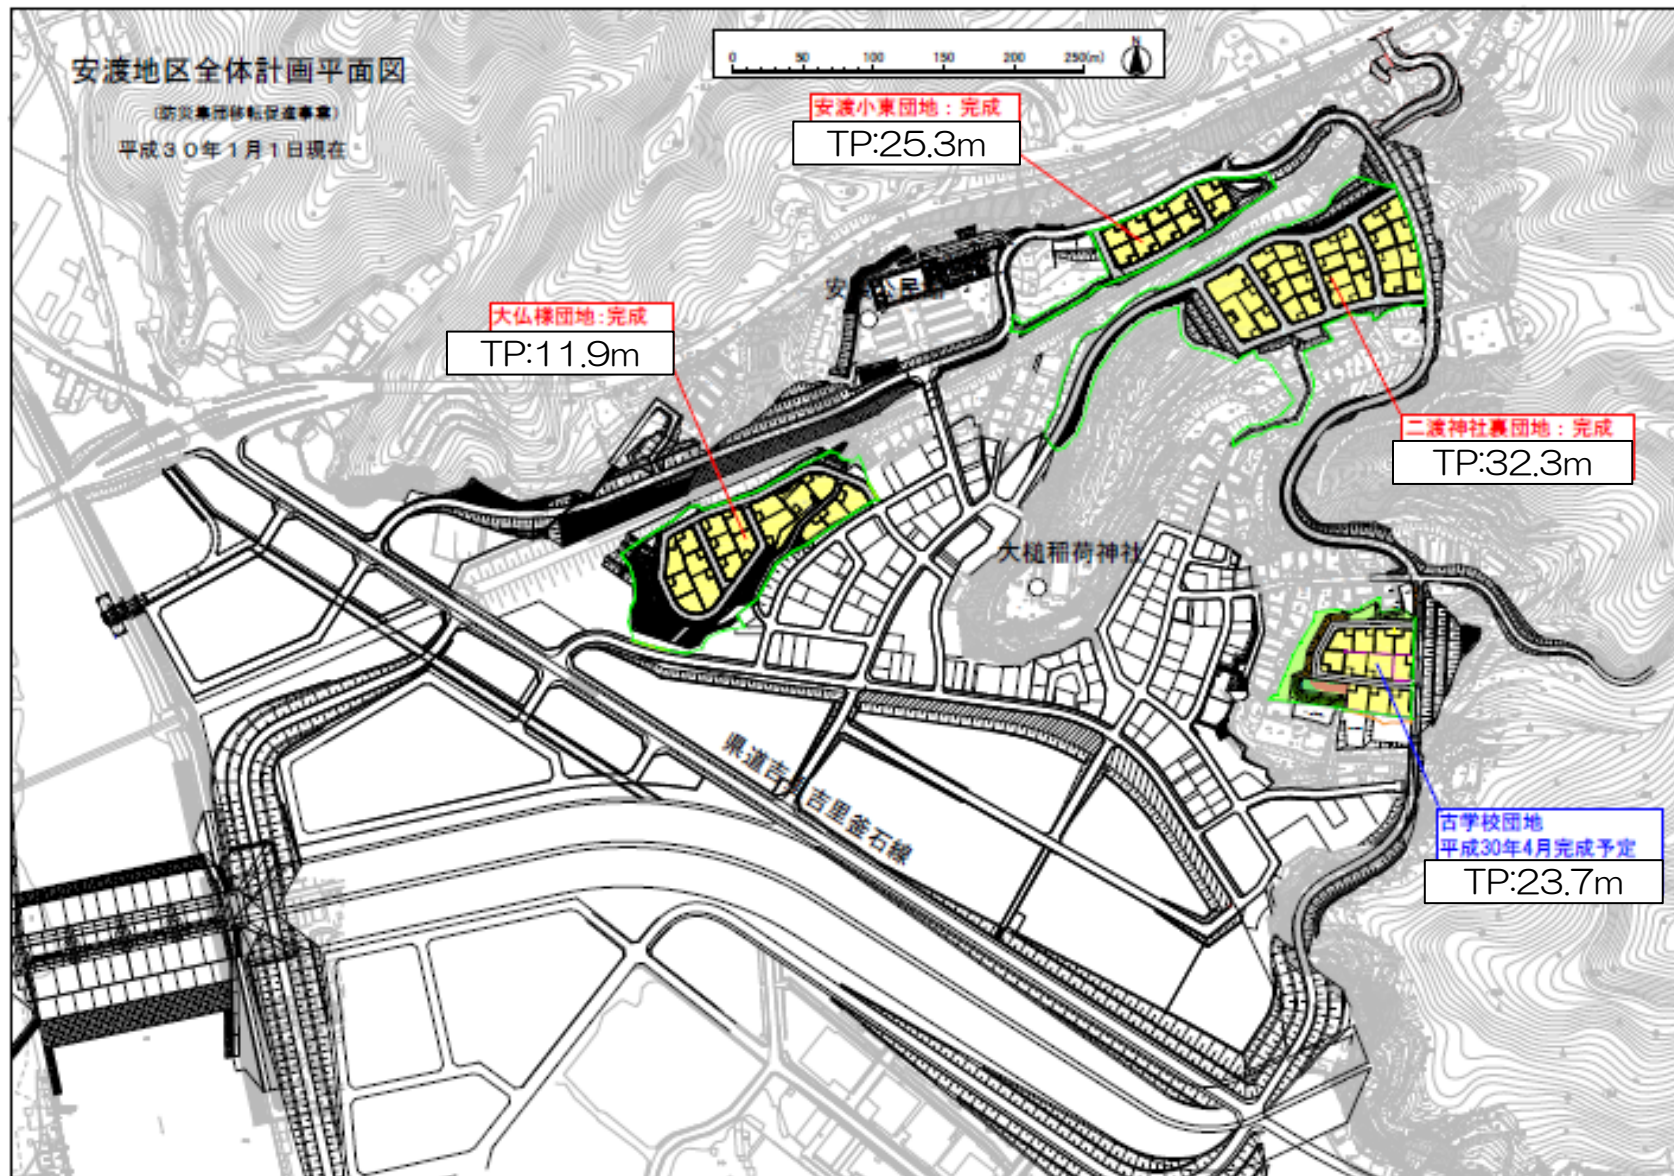 安渡地区全体計画平面図
(防災集団移転促進事業)
平成30年1月1日現在
0 50 100 150 200 250(m)
N
安渡小東団地：完成
TP:25.3m
大仏様団地：完成
TP:11.9m
二渡神社裏団地：完成
TP:32.3m
大槌稲荷神社
県道吉
吉里釜石線
古学校団地
平成30年4月完成予定
TP:23.7m